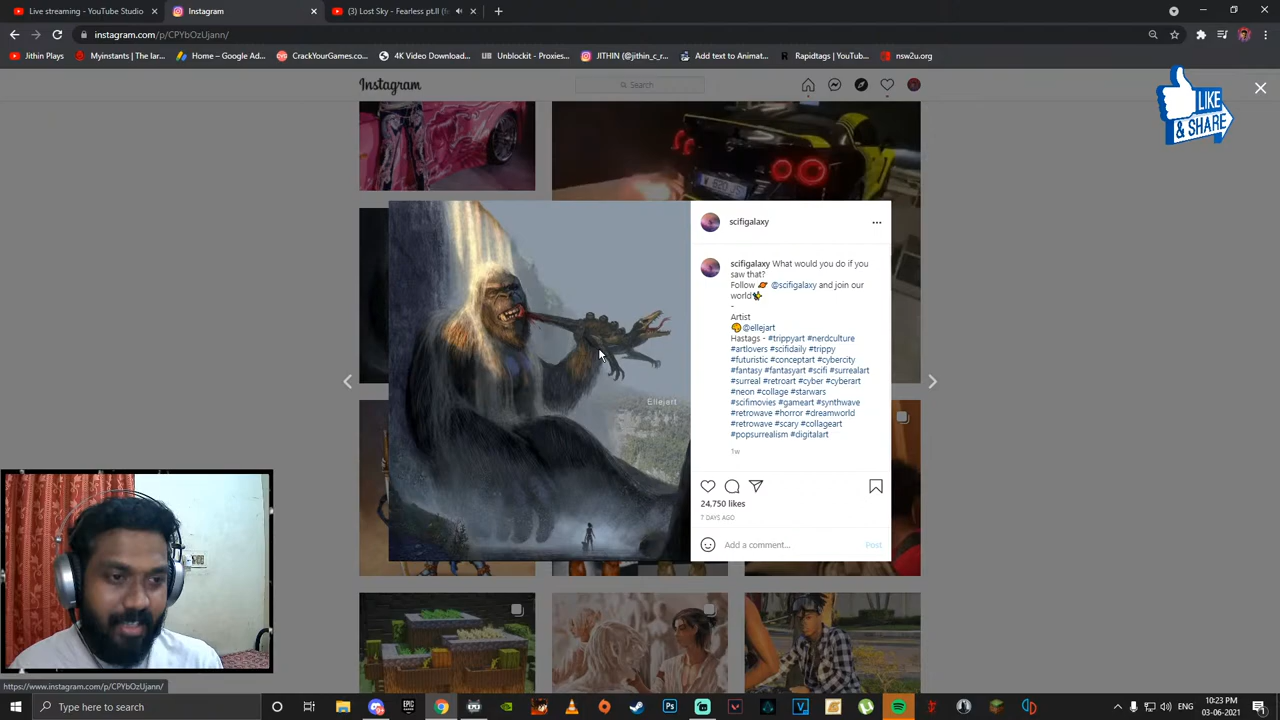 Live streaming - YouTube Studio
Instagram
(3) Lost Sky - Fearless pt.II (f
instagram.com/p/CPYbOzUjann/
Jithin Plays
Myinstants | The lar...
Home – Google Ad...
CrackYourGames.c...
4K Video Download...
Unblockit - Proxies...
JITHIN (@jithin_c_r...
Add text to Animat...
Rapidtags | YouTub...
nsw2u.org
Instagram
Search
LIKE
& SHARE
scifigalaxy
scifigalaxy What would you do if you
saw that?
Follow 🪐 @scifigalaxy and join our
world
-
Artist
🎨@ellejart
Hastags - #trippyart #nerdculture
#artlovers #scifidaily #trippy
#futuristic #conceptart #cybercity
#fantasy #fantasyart #scifi #surrealart
#surreal #retroart #cyber #cyberart
#neon #collage #starwars
#scifimovies #gameart #synthwave
#retrowave #horror #dreamworld
#retrowave #scary #collageart
#popsurrealism #digitalart
1w
Ellejart
24,750 likes
7 DAYS AGO
Add a comment...
Post
https://www.instagram.com/p/CPYbOzUjann/
Type here to search
10:23 PM
03-06-2021